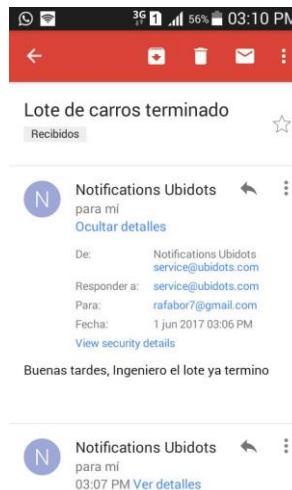 3G 1 56% 03:10 PM
Lote de carros terminado
Recibidos
N
Notifications Ubidots
para mí
Ocultar detalles
De: Notifications Ubidots
service@ubidots.com
Responder a: service@ubidots.com
Para: rafabor7@gmail.com
Fecha: 1 jun 2017 03:06 PM
View security details
Buenas tardes, Ingeniero el lote ya termino
N
Notifications Ubidots
para mí
03:07 PM Ver detalles